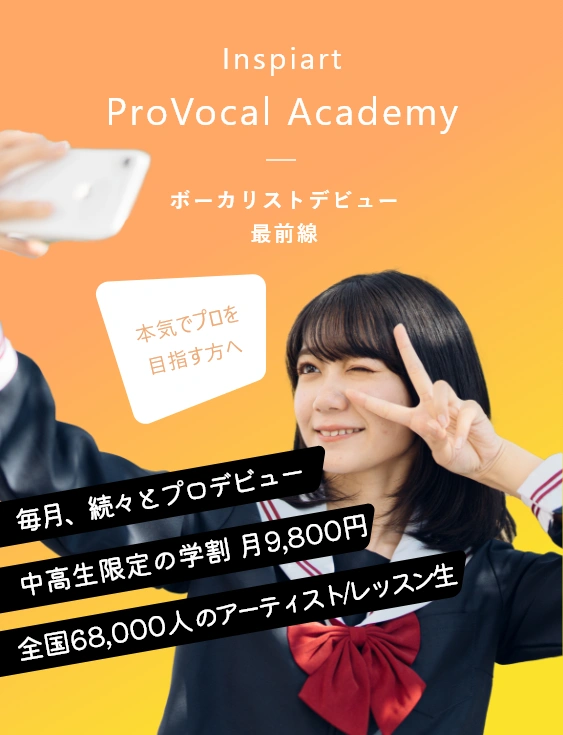 Inspiart
ProVocal Academy
ボーカリストデビュー
最前線
本気でプロを
目指す方へ
毎月、続々とプロデビュー
中高生限定の学割 月9,800円
全国68,000人のアーティスト/レッスン生